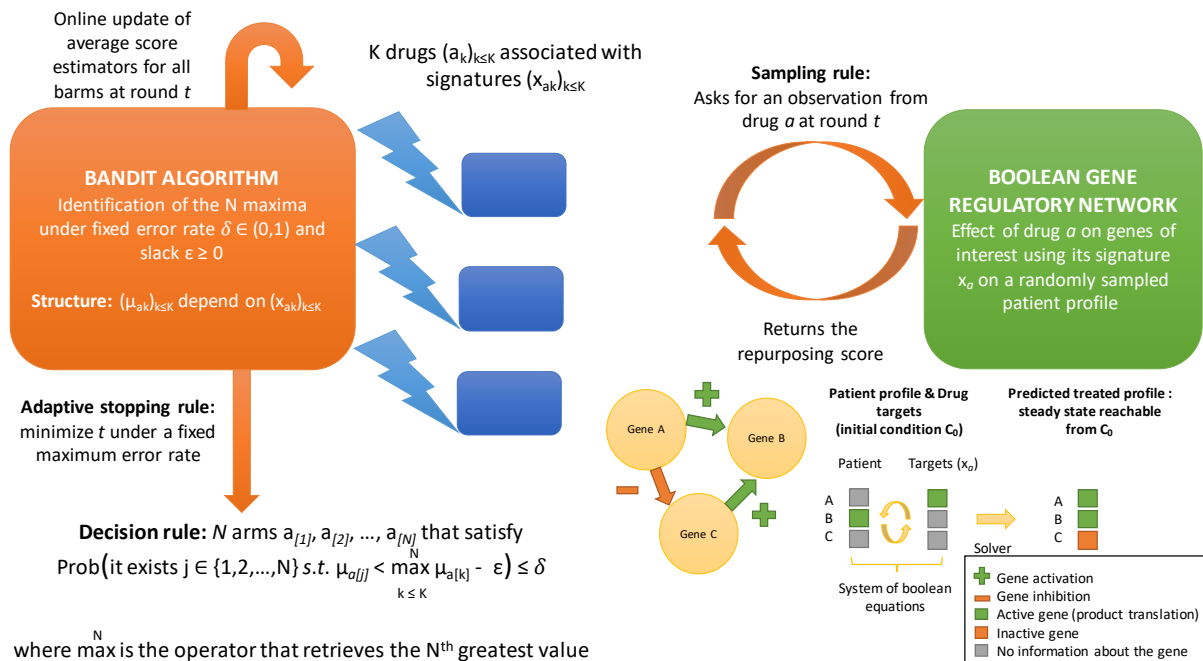 Online update of
average score
estimators for all
barms at round t
K drugs (aₖ)ₖ≤K associated with
signatures (xₐₖ)ₖ≤K
BANDIT ALGORITHM
Identification of the N maxima
under fixed error rate δ ∈ (0,1) and
slack ε ≥ 0
Structure: (μₐₖ)ₖ≤K depend on (xₐₖ)ₖ≤K
Sampling rule:
Asks for an observation from
drug a at round t
Returns the
repurposing score
BOOLEAN GENE
REGULATORY NETWORK
Effect of drug a on genes of
interest using its signature
xₐ on a randomly sampled
patient profile
Adaptive stopping rule:
minimize t under a fixed
maximum error rate
Decision rule: N arms a[1], a[2], ..., a[N] that satisfy
N
Prob(it exists j ∈ {1,2,...,N} s.t. μa[j] < max μa[k] - ε) ≤ δ
k ≤ K
N
where max is the operator that retrieves the Nth greatest value
Gene A
Gene B
Gene C
Patient profile & Drug
targets
(initial condition C₀)
Patient
Targets (xₐ)
A
B
C
System of boolean
equations
Solver
Predicted treated profile :
steady state reachable
from C₀
A
B
C
Gene activation
Gene inhibition
Active gene (product translation)
Inactive gene
No information about the gene